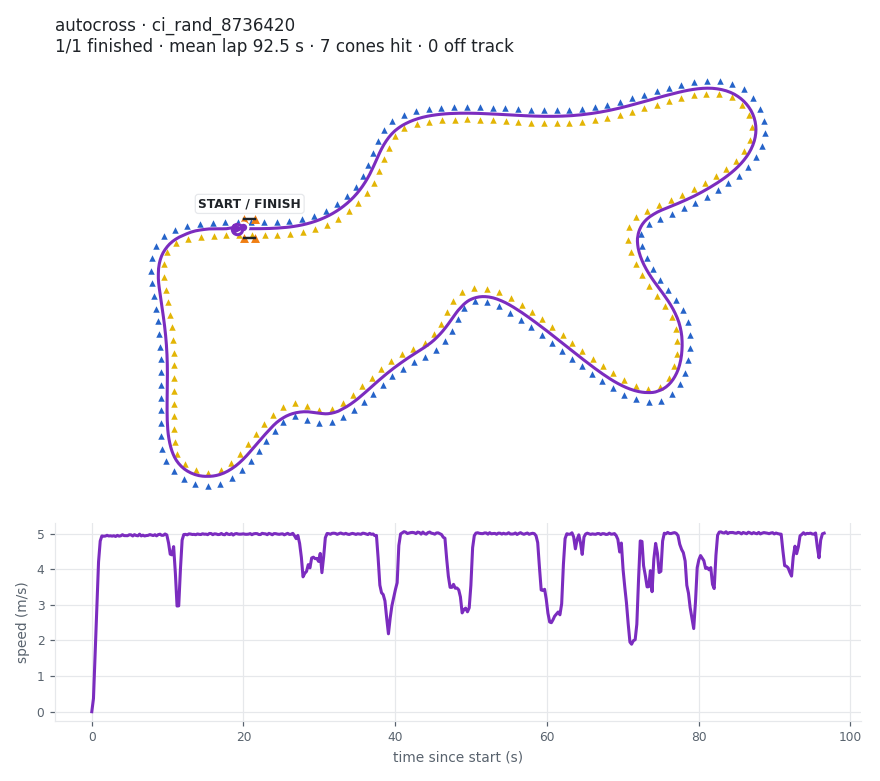 autocross · ci_rand_8736420
1/1 finished · mean lap 92.5 s · 7 cones hit · 0 off track
START / FINISH
5
4
3
2
1
0
speed (m/s)
0 20 40 60 80 100
time since start (s)